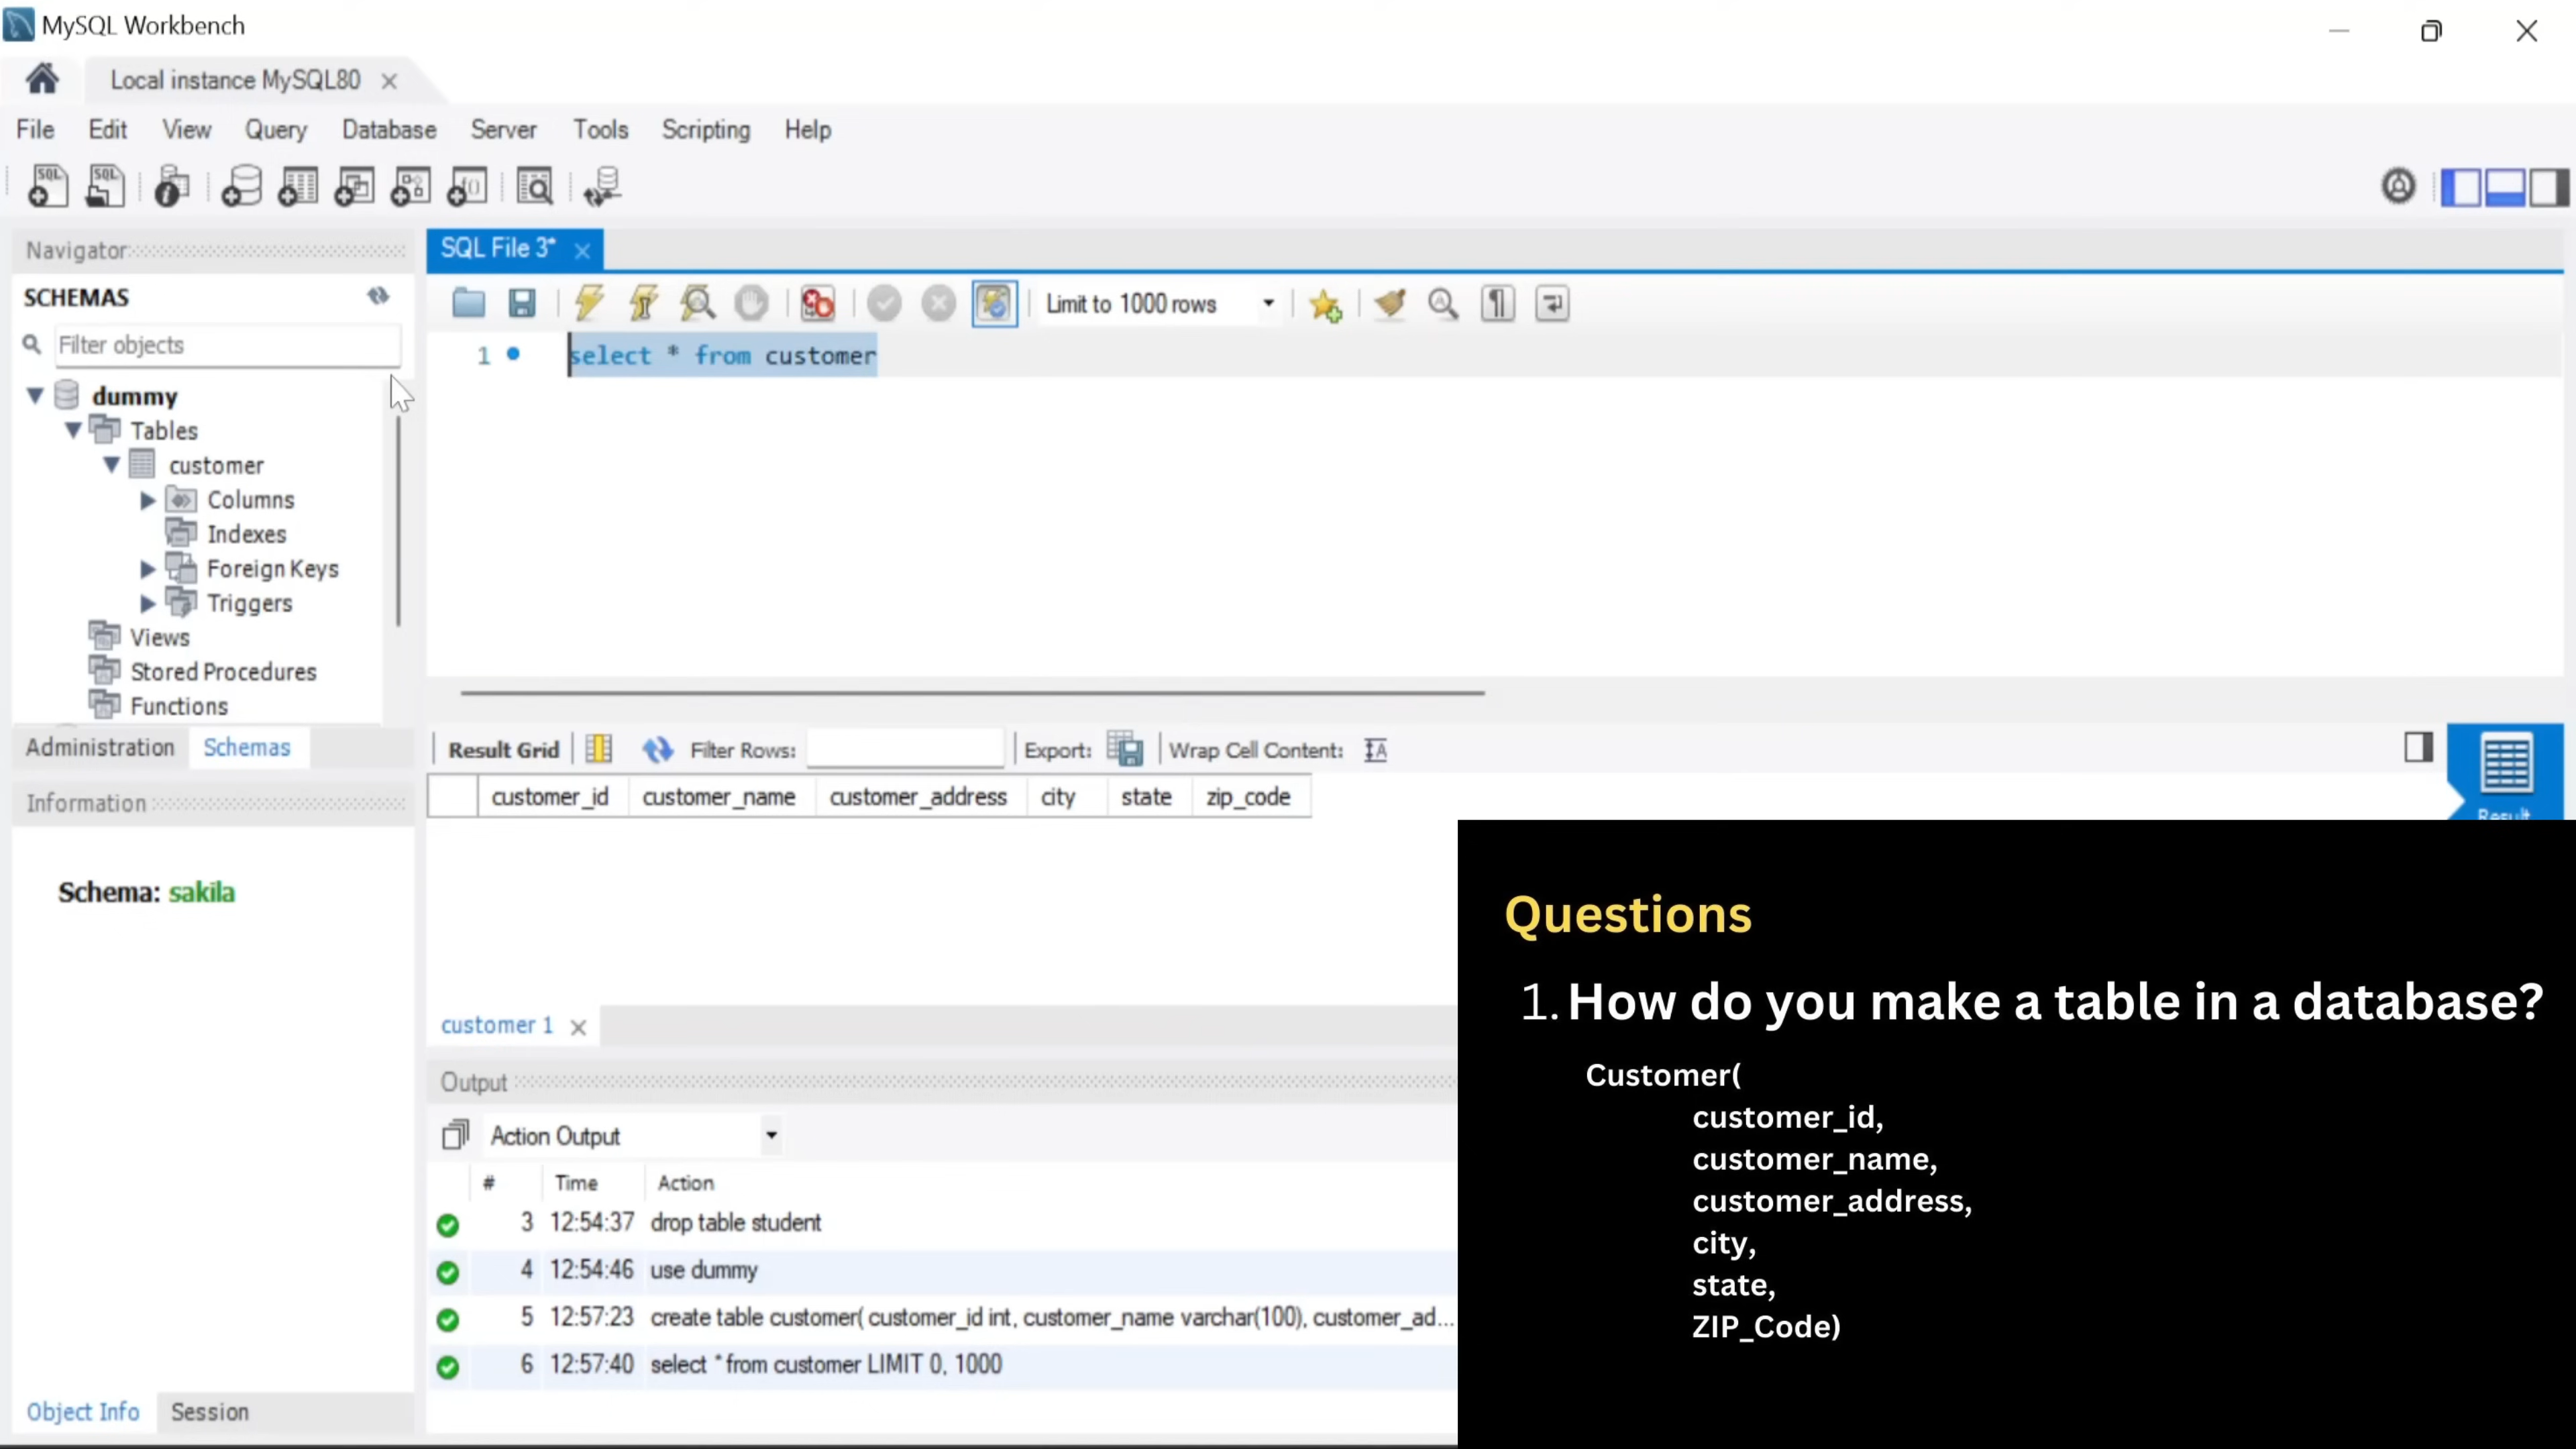 MySQL Workbench
Local instance MySQL80
File Edit View Query Database Server Tools Scripting Help
Navigator
SCHEMAS
Filter objects
dummy
Tables
customer
Columns
Indexes
Foreign Keys
Triggers
Views
Stored Procedures
Functions
Administration Schemas
Information
Schema: sakila
Object Info Session
SQL File 3*
Limit to 1000 rows
1 select * from customer
Result Grid Filter Rows: Export: Wrap Cell Content:
customer_id customer_name customer_address city state zip_code
Result
customer 1
Output
Action Output
# Time Action
3 12:54:37 drop table student
4 12:54:46 use dummy
5 12:57:23 create table customer( customer_id int, customer_name varchar(100), customer_ad...
6 12:57:40 select * from customer LIMIT 0, 1000
Questions
1. How do you make a table in a database?
Customer(
customer_id,
customer_name,
customer_address,
city,
state,
ZIP_Code)